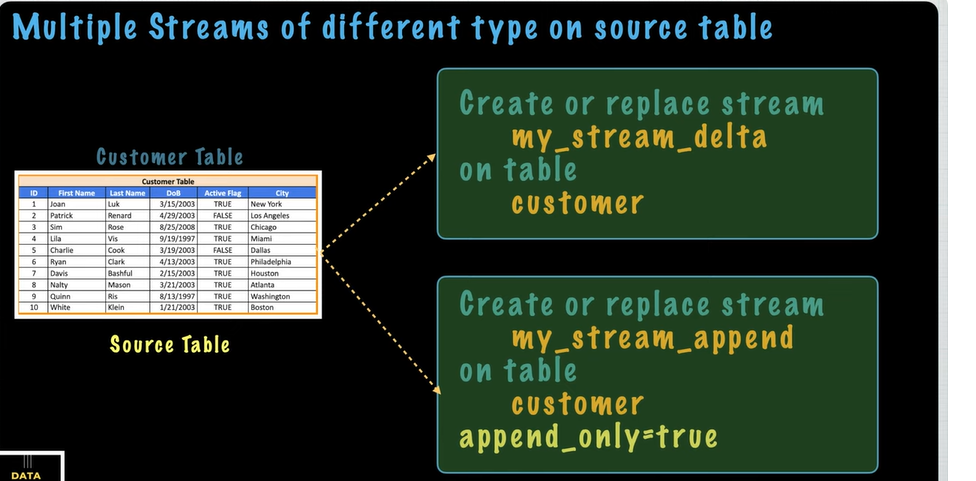 Multiple Streams of different type on source table
Customer Table
Customer Table
ID First Name Last Name DoB Active Flag City
1 Joan Luk 3/15/2003 TRUE New York
2 Patrick Renard 4/29/2003 FALSE Los Angeles
3 Sim Rose 8/25/2008 TRUE Chicago
4 Lila Vis 9/19/1997 TRUE Miami
5 Charlie Cook 3/19/2003 FALSE Dallas
6 Ryan Clark 4/13/2003 TRUE Philadelphia
7 Davis Bashful 2/15/2003 TRUE Houston
8 Nalty Mason 3/21/2003 TRUE Atlanta
9 Quinn Ris 8/13/1997 TRUE Washington
10 White Klein 1/21/2003 TRUE Boston
Source Table
Create or replace stream
my_stream_delta
on table
customer
Create or replace stream
my_stream_append
on table
customer
append_only=true
DATA